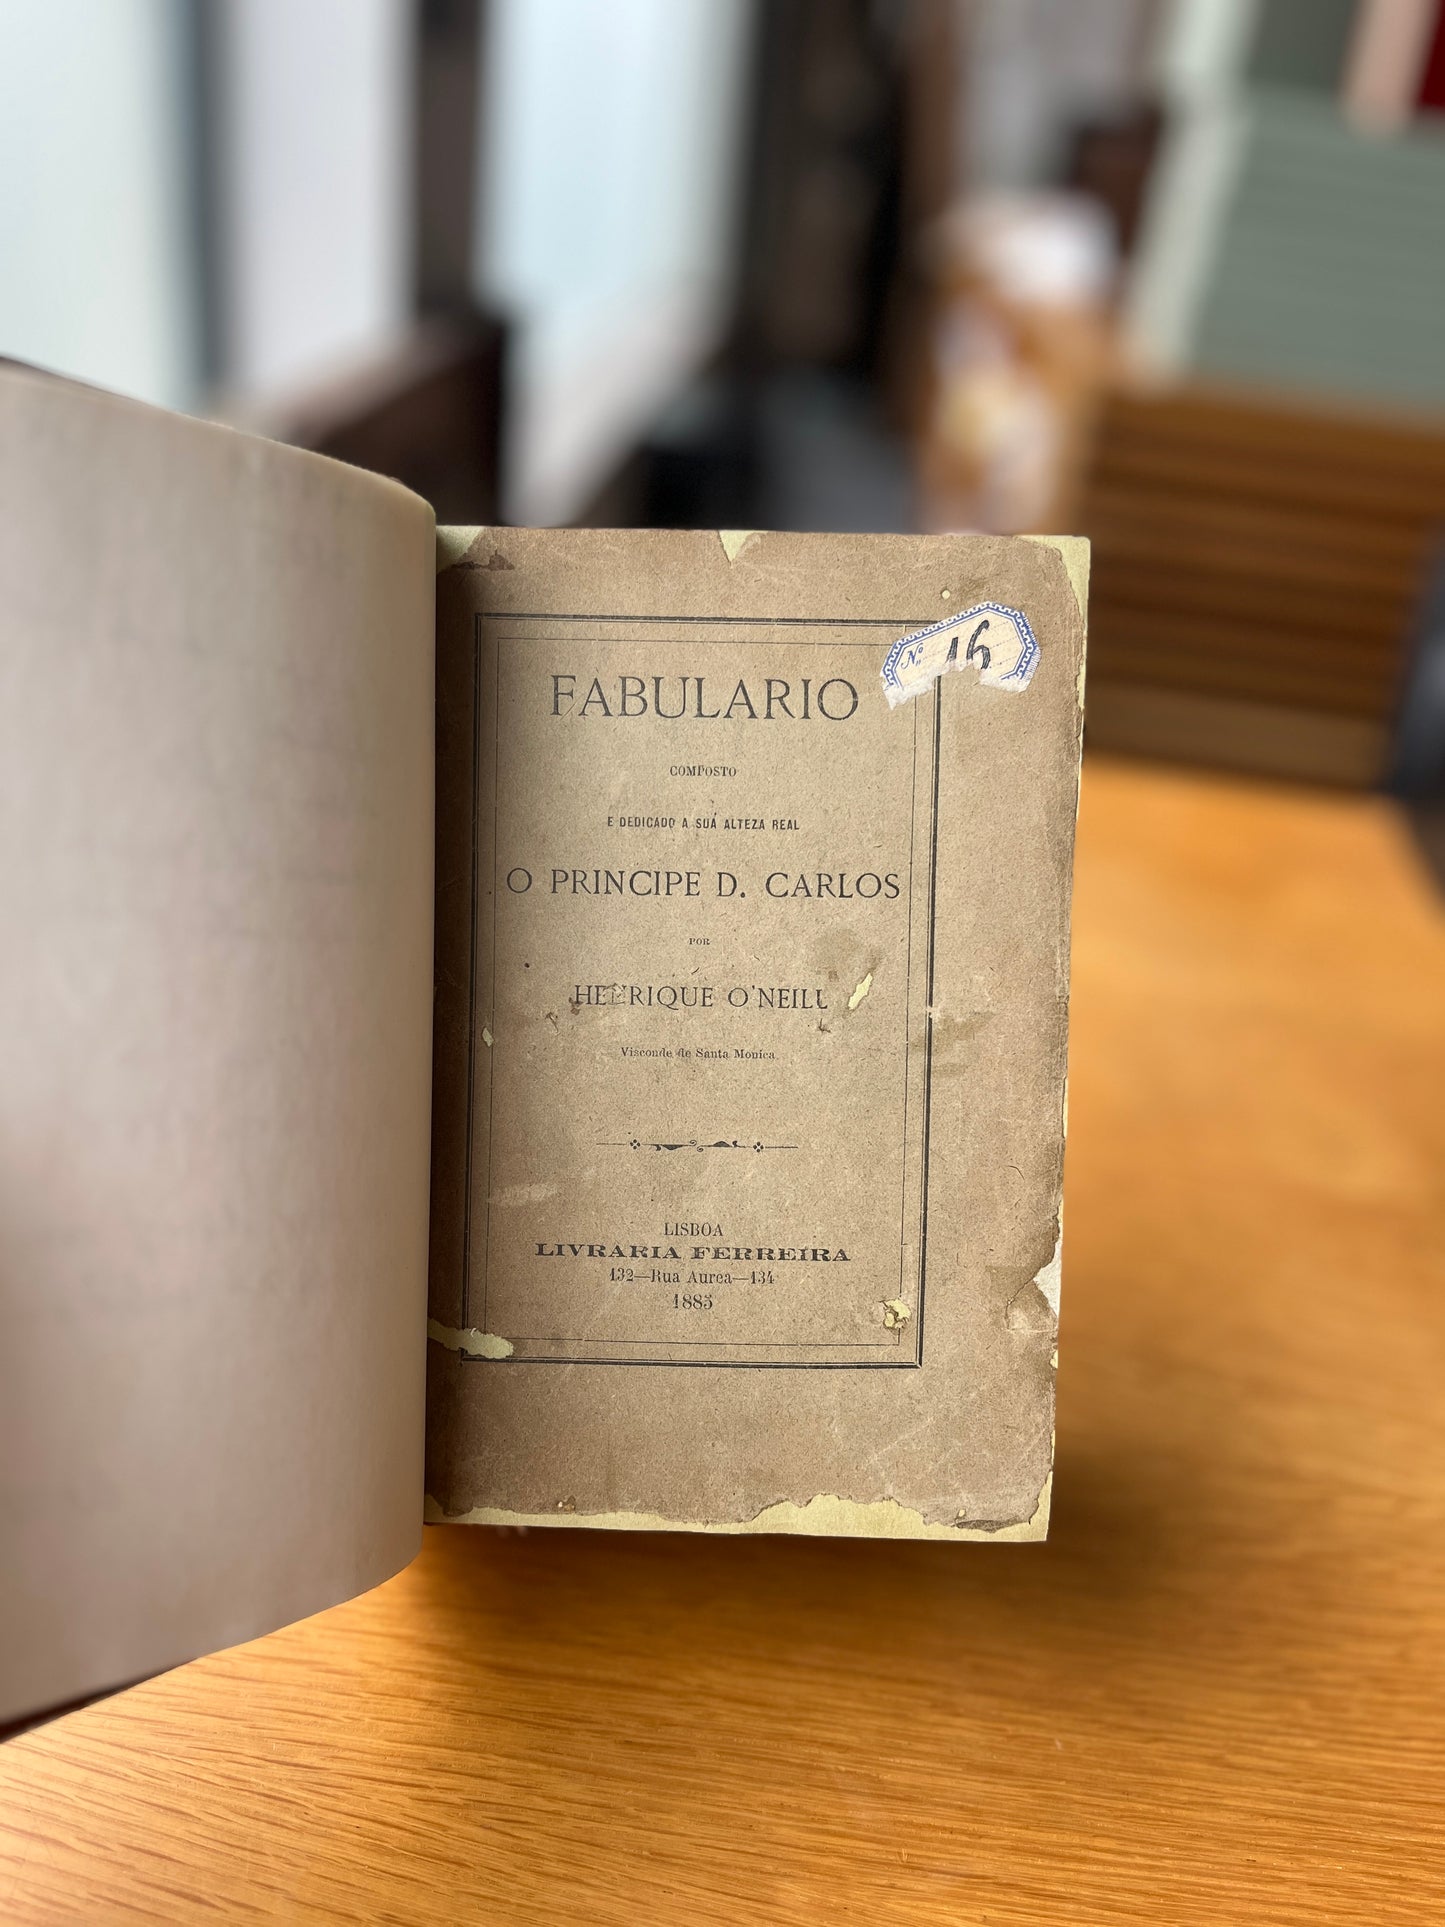 Nº 16
FABULARIO
COMPOSTO
E DEDICADO A SUA ALTEZA REAL
O PRINCIPE D. CARLOS
POR
HENRIQUE O'NEILL
Visconde de Santa Monica
LISBOA
LIVRARIA FERREIRA
132—Rua Aurea—134
1885